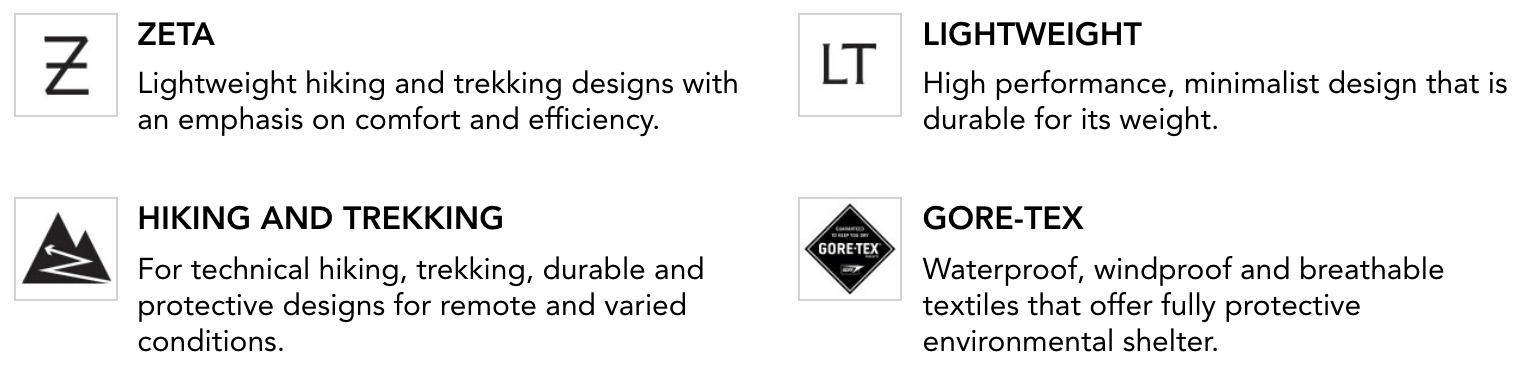 Z
ZETA
Lightweight hiking and trekking designs with
an emphasis on comfort and efficiency.
LT
LIGHTWEIGHT
High performance, minimalist design that is
durable for its weight.
HIKING AND TREKKING
For technical hiking, trekking, durable and
protective designs for remote and varied
conditions.
GUARANTEED
TO KEEP YOU DRY
GORE-TEX
GORE-TEX
Waterproof, windproof and breathable
textiles that offer fully protective
environmental shelter.